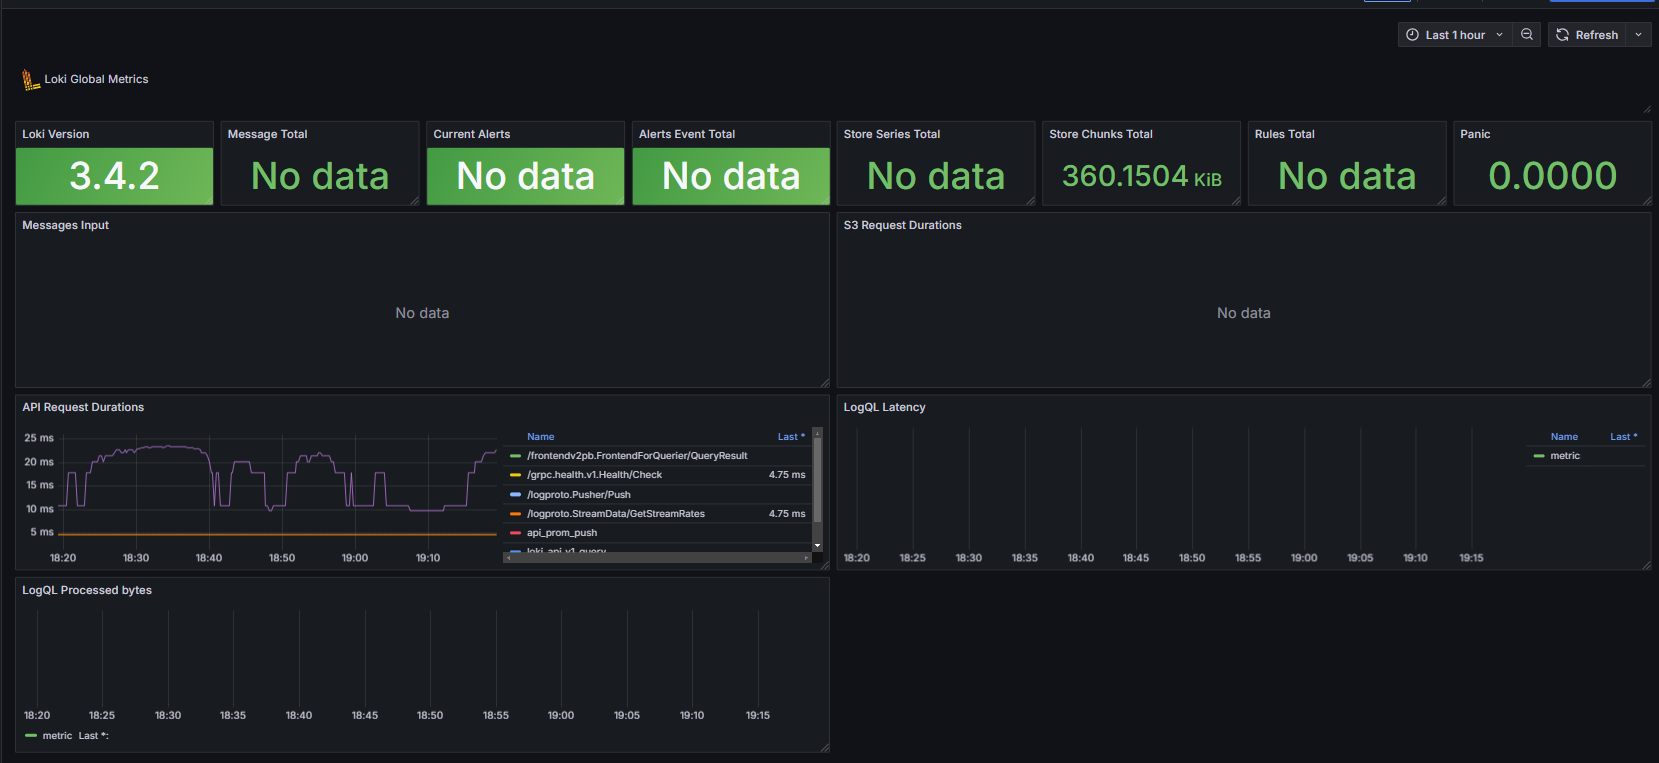 Last 1 hour
Refresh
Loki Global Metrics
Loki Version
3.4.2
Message Total
No data
Current Alerts
No data
Alerts Event Total
No data
Store Series Total
No data
Store Chunks Total
360.1504 KiB
Rules Total
No data
Panic
0.0000
Messages Input
No data
S3 Request Durations
No data
API Request Durations
25 ms
20 ms
15 ms
10 ms
5 ms
18:20 18:30 18:40 18:50 19:00 19:10
Name Last *
/frontendv2pb.FrontendForQuerier/QueryResult
/grpc.health.v1.Health/Check 4.75 ms
/logproto.Pusher/Push
/logproto.StreamData/GetStreamRates 4.75 ms
api_prom_push
loki_api_v1_query
LogQL Latency
18:20 18:25 18:30 18:35 18:40 18:45 18:50 18:55 19:00 19:05 19:10 19:15
Name Last *
metric
LogQL Processed bytes
18:20 18:25 18:30 18:35 18:40 18:45 18:50 18:55 19:00 19:05 19:10 19:15
metric Last *: